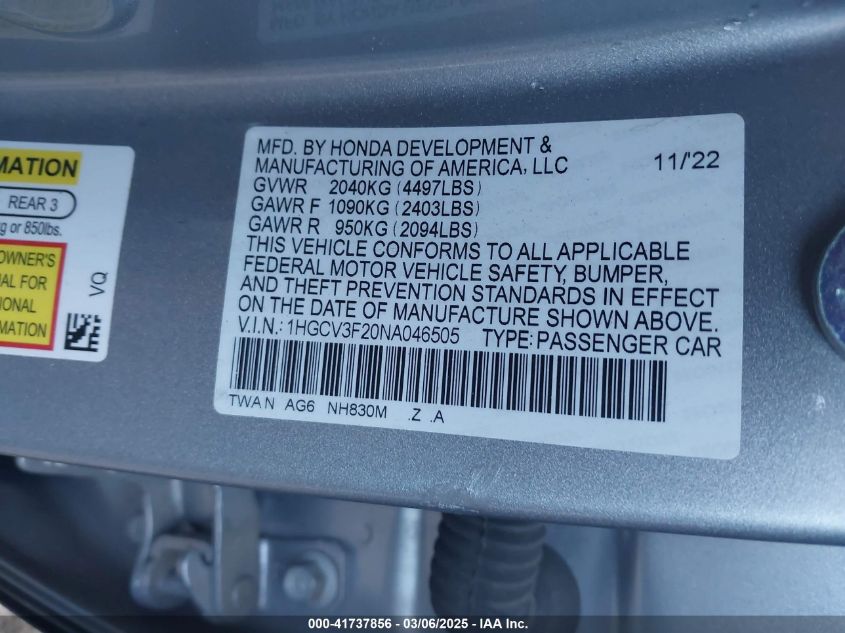 MATION
REAR 3
g or 850lbs.
OWNER'S
AL FOR
IONAL
RMATION
VQ
MFD. BY HONDA DEVELOPMENT &
MANUFACTURING OF AMERICA, LLC 11/'22
GVWR 2040KG (4497LBS)
GAWR F 1090KG (2403LBS)
GAWR R 950KG (2094LBS)
THIS VEHICLE CONFORMS TO ALL APPLICABLE
FEDERAL MOTOR VEHICLE SAFETY, BUMPER,
AND THEFT PREVENTION STANDARDS IN EFFECT
ON THE DATE OF MANUFACTURE SHOWN ABOVE.
V.I.N.: 1HGCV3F20NA046505 TYPE: PASSENGER CAR
TWA N AG6 NH830M .Z .A
000-41737856 — 03/06/2025 — IAA Inc.